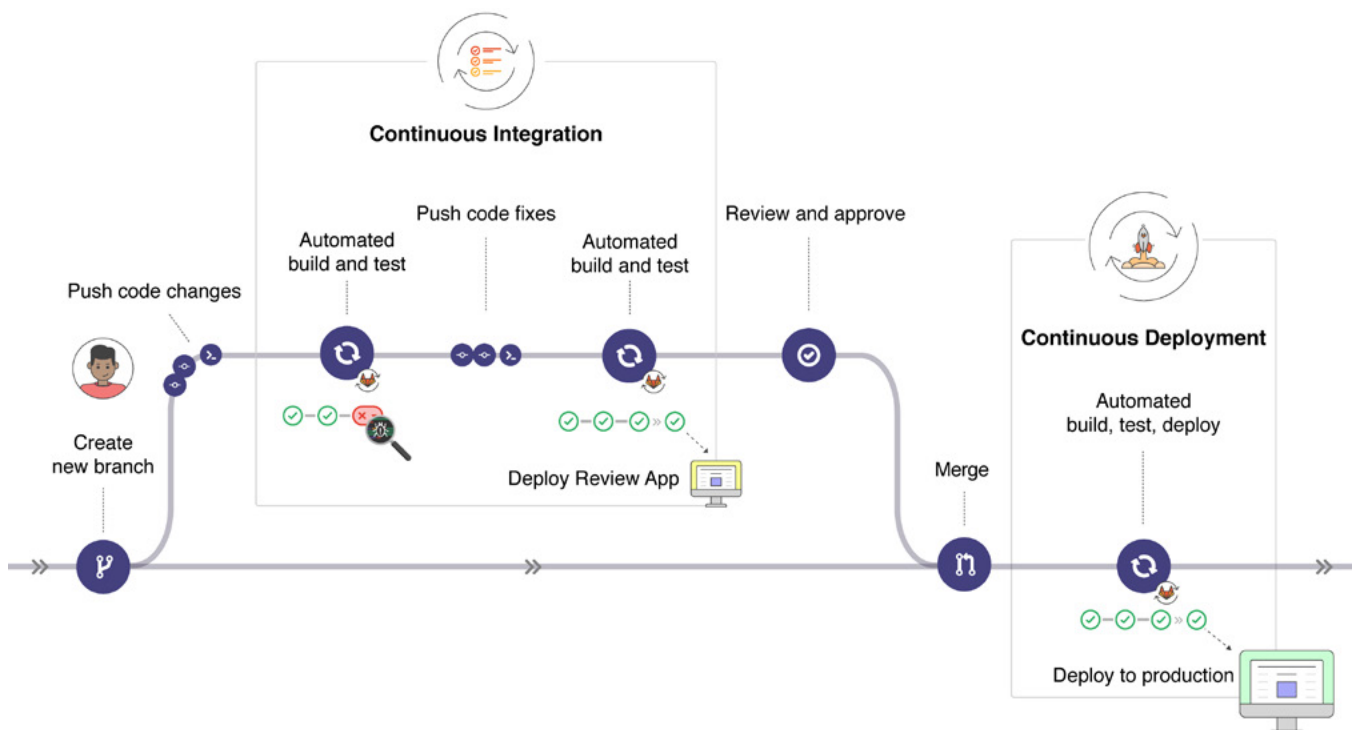 Continuous Integration
Push code fixes
Review and approve
Automated
build and test
Automated
build and test
Push code changes
Continuous Deployment
Automated
build, test, deploy
Create
new branch
Deploy Review App
Merge
Deploy to production